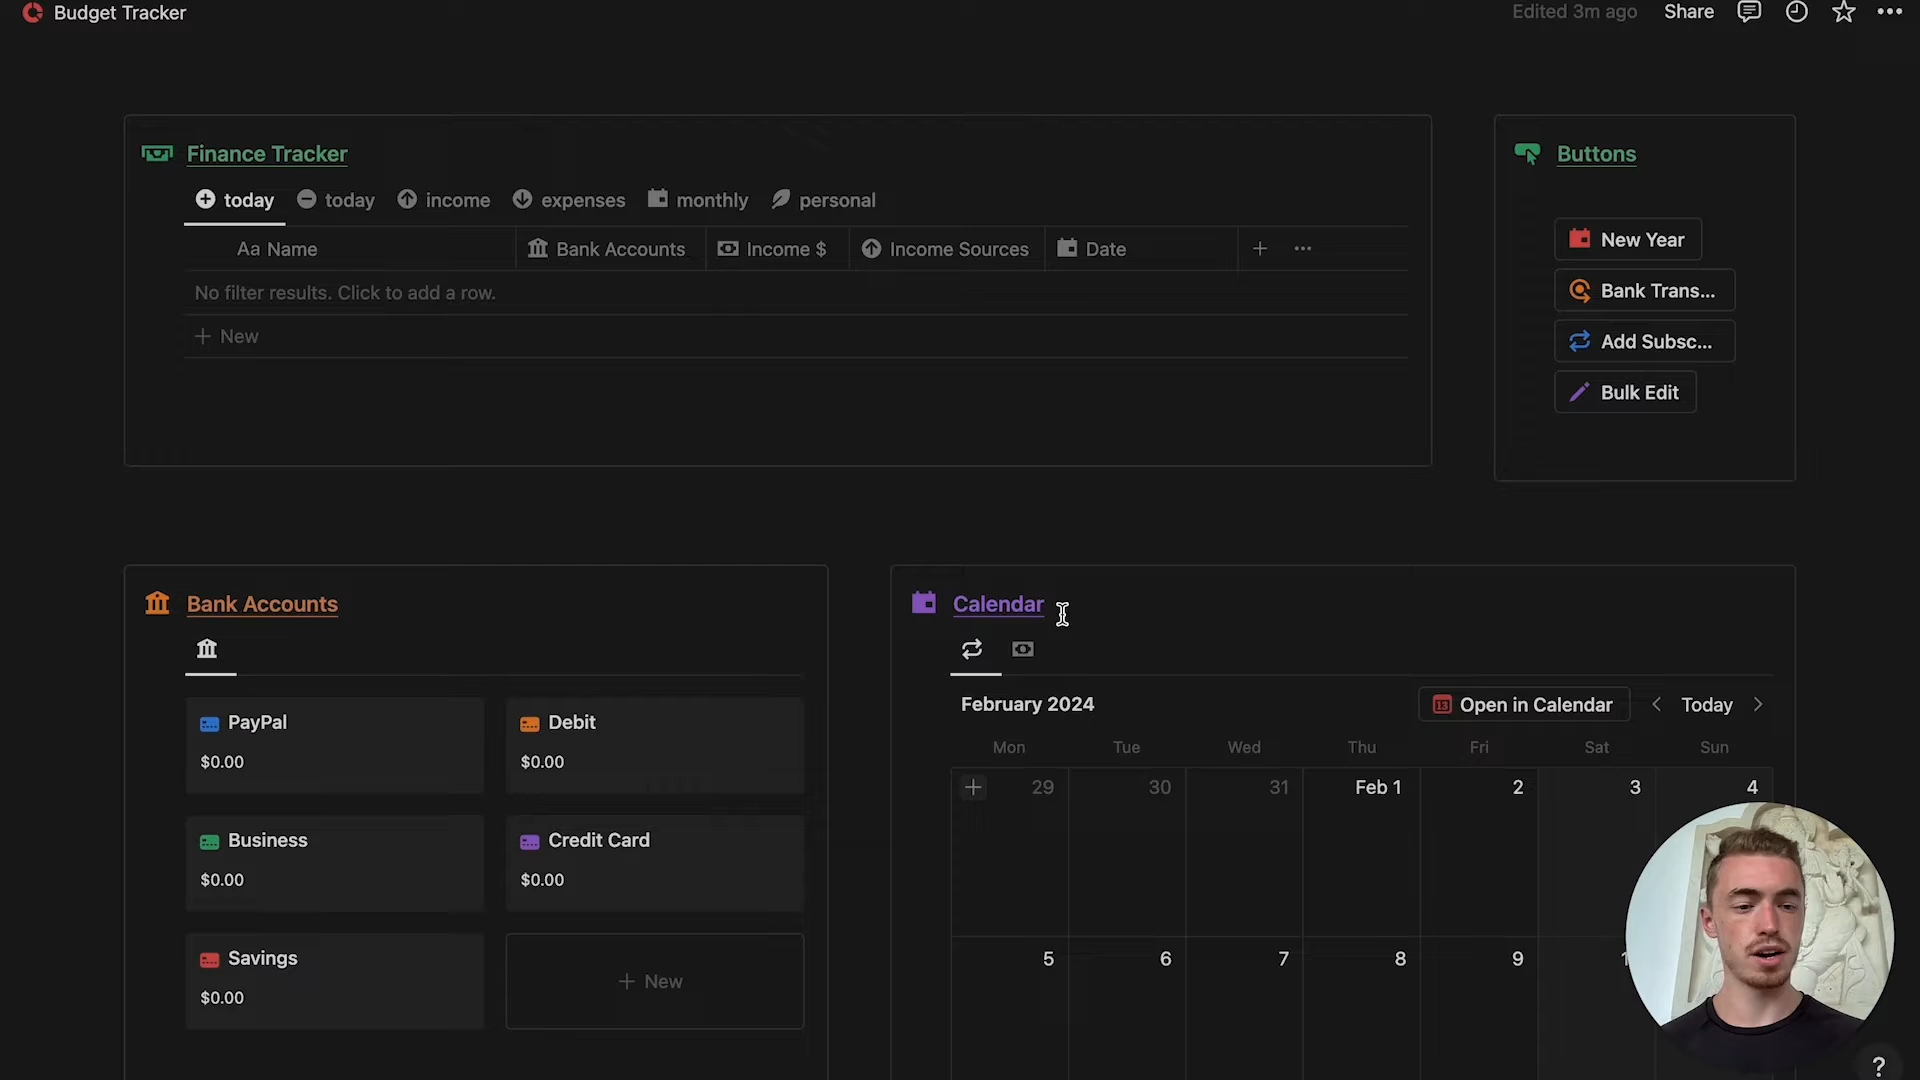 Budget Tracker
Edited 3m ago Share
Finance Tracker
today today income expenses monthly personal
Aa Name Bank Accounts Income $ Income Sources Date
No filter results. Click to add a row.
New
Buttons
New Year
Bank Trans...
Add Subsc...
Bulk Edit
Bank Accounts
PayPal
$0.00
Debit
$0.00
Business
$0.00
Credit Card
$0.00
Savings
$0.00
New
Calendar
February 2024
13 Open in Calendar Today
Mon Tue Wed Thu Fri Sat Sun
29 30 31 Feb 1 2 3 4
5 6 7 8 9
?